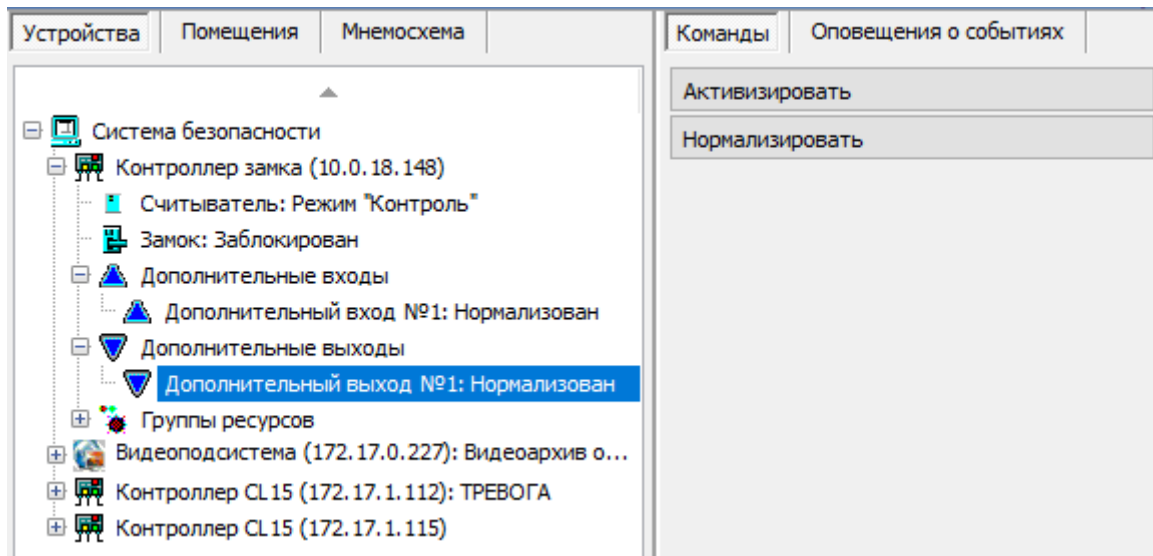 Устройства Помещения Мнемосхема
Система безопасности
Контроллер замка (10.0.18.148)
Считыватель: Режим "Контроль"
Замок: Заблокирован
Дополнительные входы
Дополнительный вход №1: Нормализован
Дополнительные выходы
Дополнительный выход №1: Нормализован
Группы ресурсов
Видеоподсистема (172.17.0.227): Видеоархив о...
Контроллер CL15 (172.17.1.112): ТРЕВОГА
Контроллер CL15 (172.17.1.115)
Команды Оповещения о событиях
Активизировать
Нормализировать